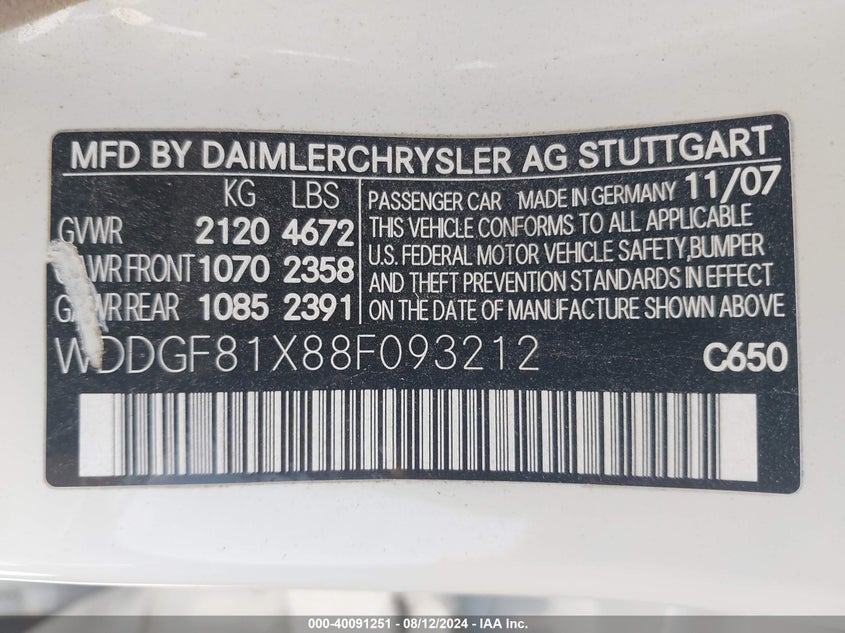 MFD BY DAIMLERCHRYSLER AG STUTTGART
KG LBS
GVWR 2120 4672
GAWR FRONT 1070 2358
GAWR REAR 1085 2391
PASSENGER CAR MADE IN GERMANY 11/07
THIS VEHICLE CONFORMS TO ALL APPLICABLE
U.S. FEDERAL MOTOR VEHICLE SAFETY,BUMPER
AND THEFT PREVENTION STANDARDS IN EFFECT
ON THE DATE OF MANUFACTURE SHOWN ABOVE
WDDGF81X88F093212 C650
000-40091251 | 08/12/2024 | IAA Inc.